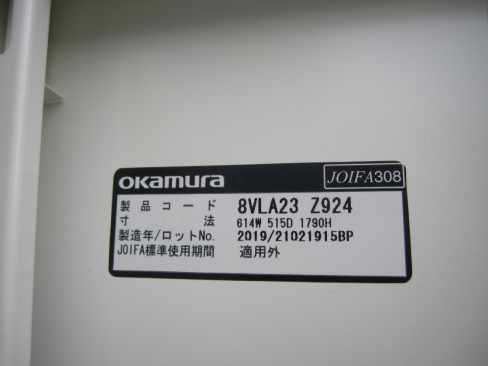 okamura
JOIFA308
製品コード 8VLA23 Z924
寸法 614W 515D 1790H
製造年/ロットNo. 2019/21021915BP
JOIFA標準使用期間 適用外